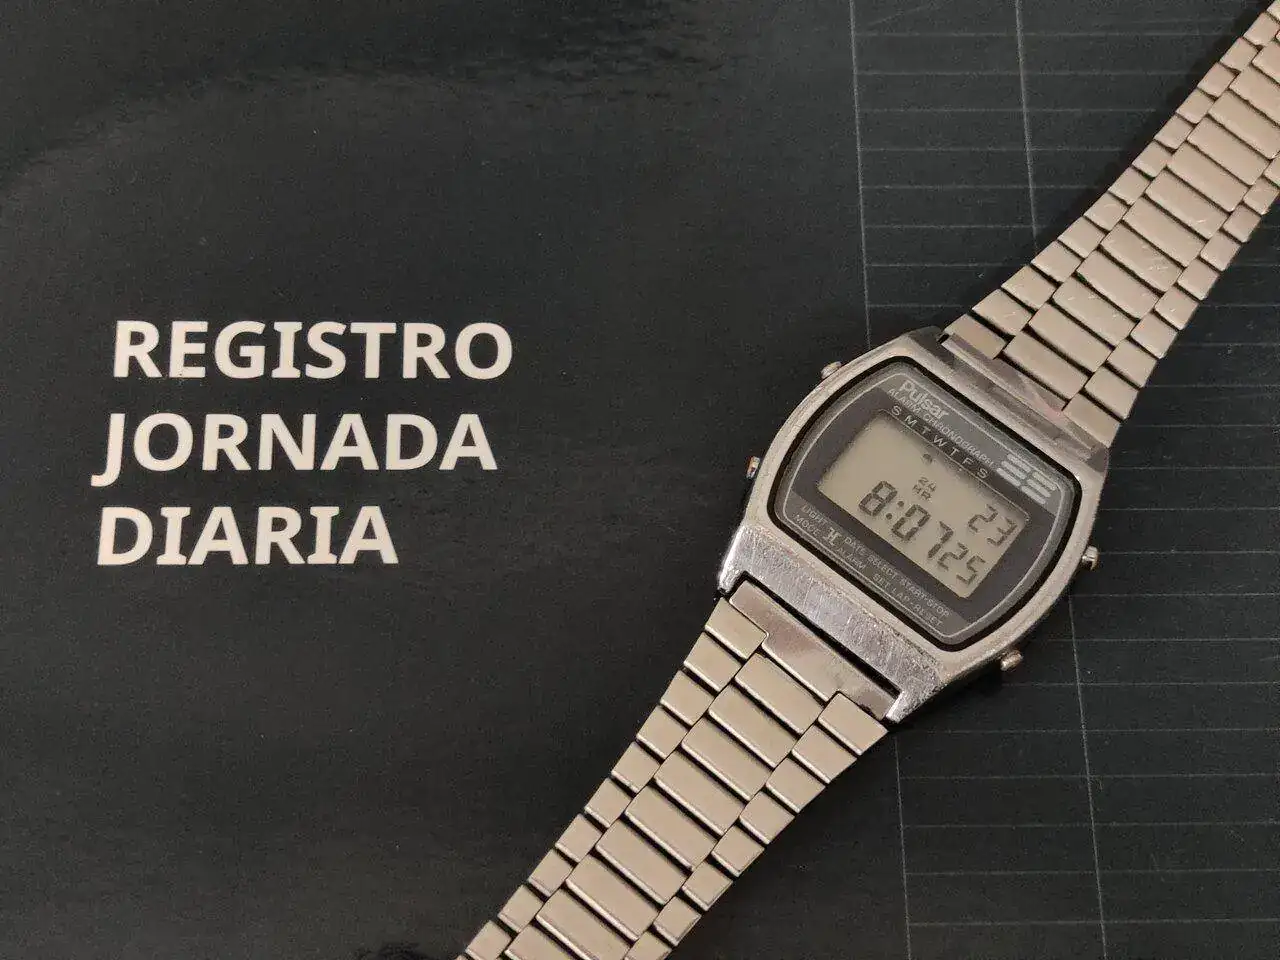 REGISTRO
JORNADA
DIARIA
Pulsar
ALARM CHRONOGRAPH
S M T W T F S
24
HR
23
8:07 25
LIGHT DATE SELECT START-STOP
MODE ALARM SET LAP-RESET